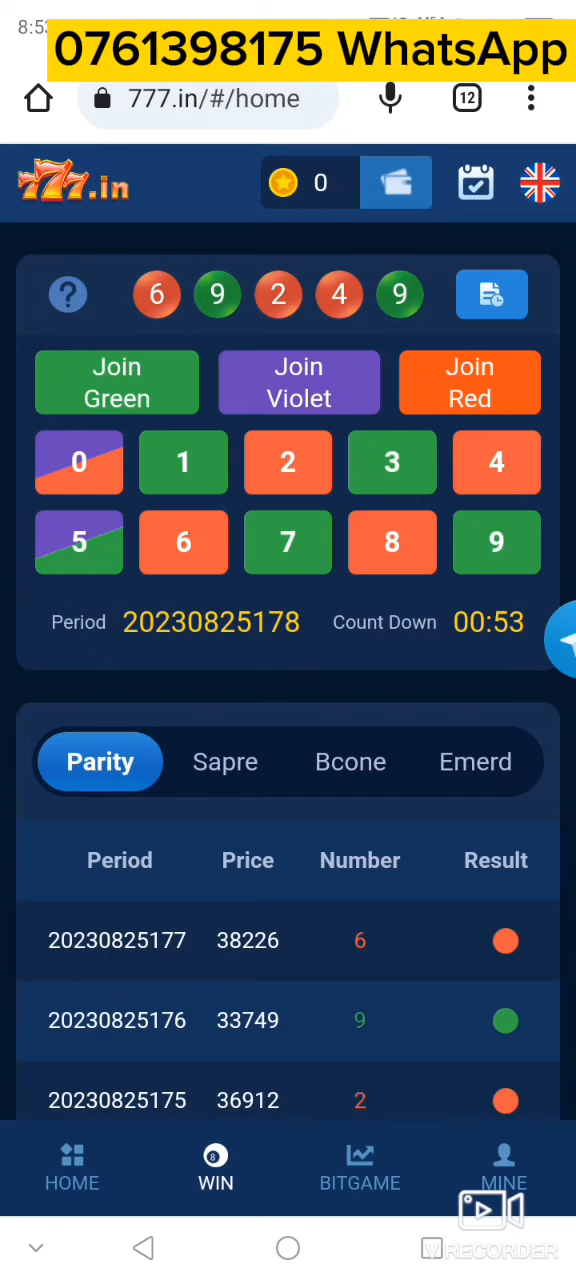 8:53
0761398175 WhatsApp
777.in/#/home
12
777.in
0
?
6 9 2 4 9
Join Green
Join Violet
Join Red
0 1 2 3 4
5 6 7 8 9
Period 20230825178 Count Down 00:53
Parity Sapre Bcone Emerd
Period Price Number Result
20230825177 38226 6
20230825176 33749 9
20230825175 36912 2
8
HOME WIN BITGAME MINE
RECORDER